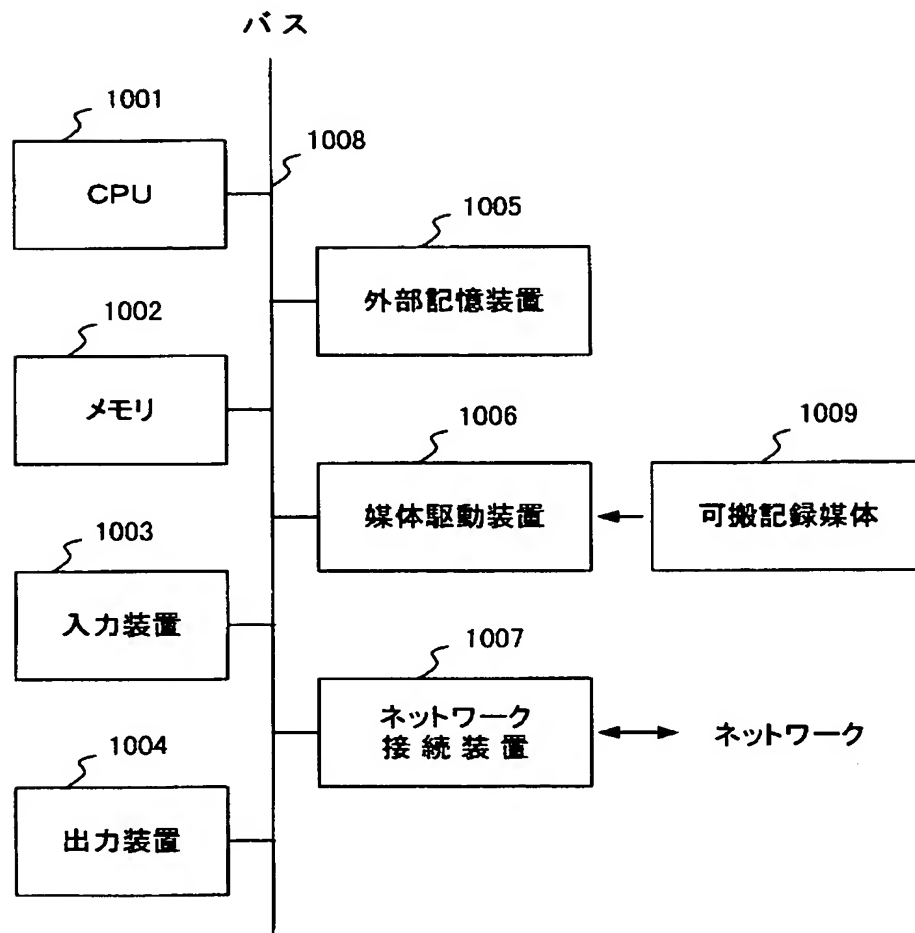 バス
1001
1008
CPU
1005
外部記憶装置
1002
メモリ
1006
1009
媒体駆動装置
可搬記録媒体
1003
入力装置
1007
ネットワーク
接続装置
ネットワーク
1004
出力装置